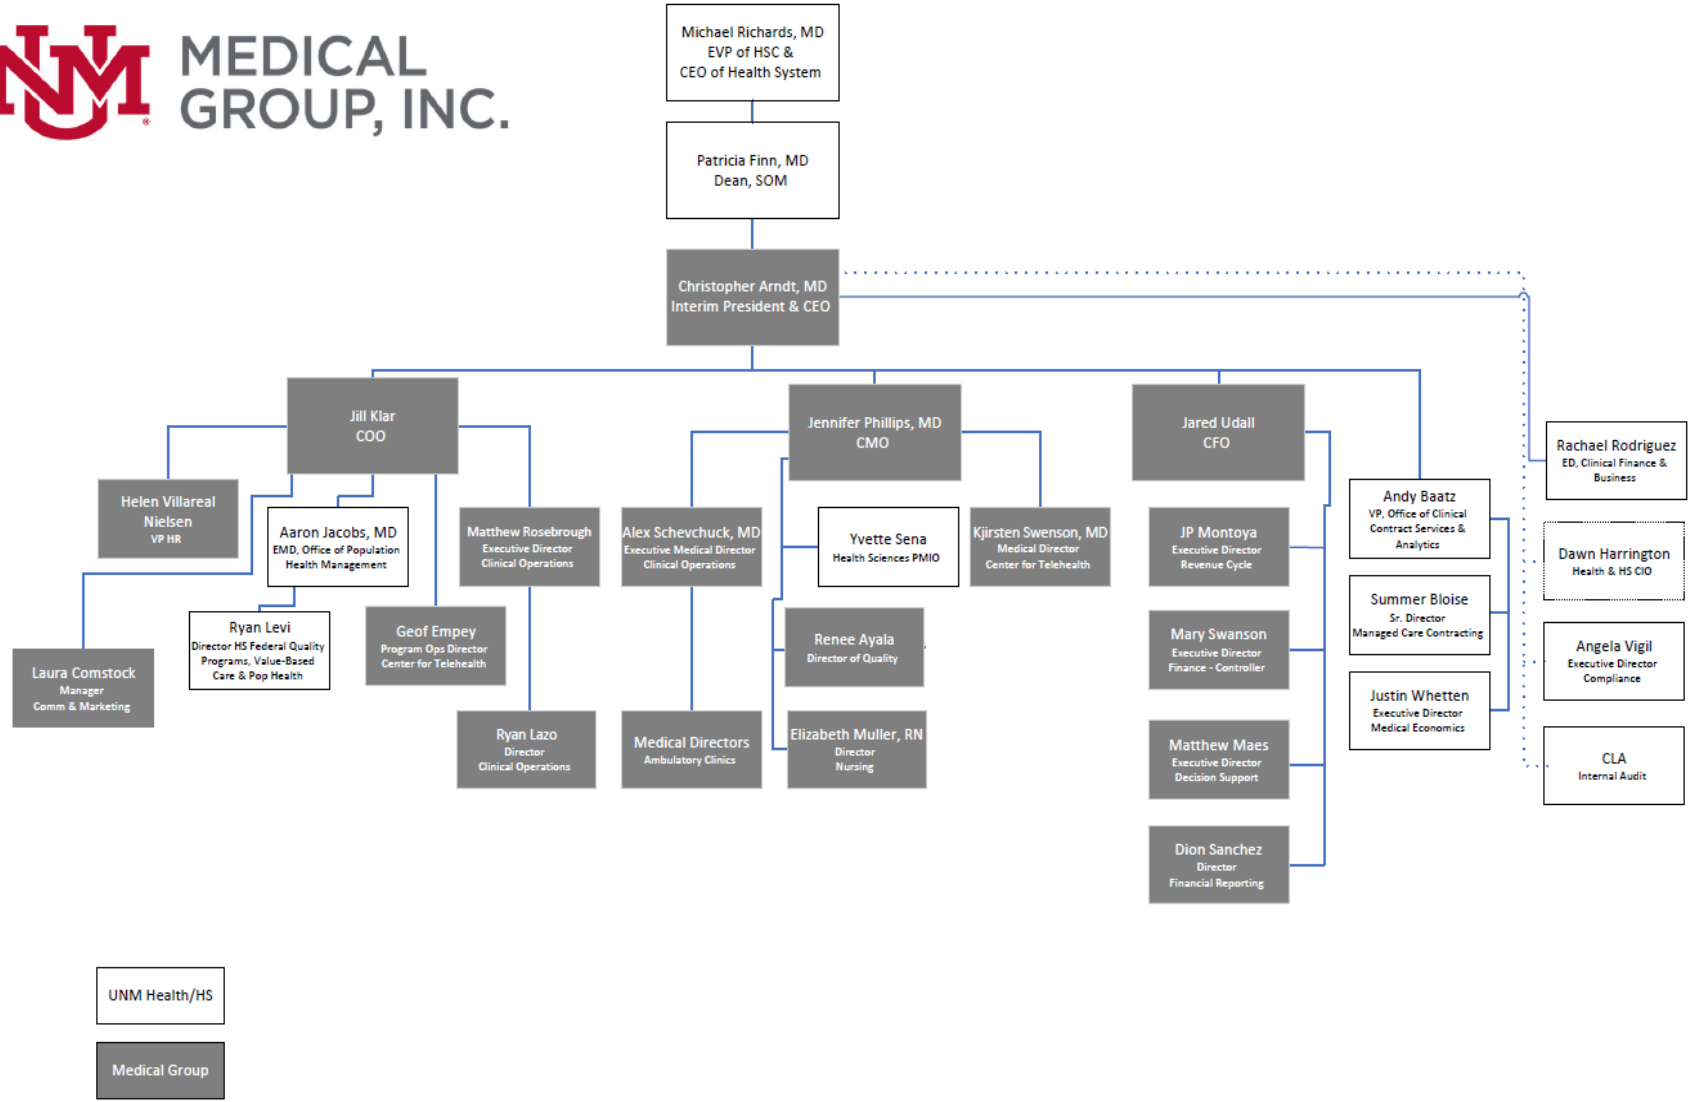 UNM
MEDICAL
GROUP, INC.
Michael Richards, MD
EVP of HSC &
CEO of Health System
Patricia Finn, MD
Dean, SOM
Christopher Arndt, MD
Interim President & CEO
Jill Klar
COO
Jennifer Phillips, MD
CMO
Jared Udall
CFO
Rachael Rodriguez
ED, Clinical Finance &
Business
Helen Villareal
Nielsen
VP HR
Aaron Jacobs, MD
EMD, Office of Population
Health Management
Matthew Rosebrough
Executive Director
Clinical Operations
Alex Schevchuck, MD
Executive Medical Director
Clinical Operations
Yvette Sena
Health Sciences PMIO
Kjirsten Swenson, MD
Medical Director
Center for Telehealth
JP Montoya
Executive Director
Revenue Cycle
Andy Baatz
VP, Office of Clinical
Contract Services &
Analytics
Dawn Harrington
Health & HS CIO
Ryan Levi
Director HS Federal Quality
Programs, Value-Based
Care & Pop Health
Geof Empey
Program Ops Director
Center for Telehealth
Renee Ayala
Director of Quality
Mary Swanson
Executive Director
Finance - Controller
Summer Bloise
Sr. Director
Managed Care Contracting
Angela Vigil
Executive Director
Compliance
Laura Comstock
Manager
Comm & Marketing
Ryan Lazo
Director
Clinical Operations
Medical Directors
Ambulatory Clinics
Elizabeth Muller, RN
Director
Nursing
Matthew Maes
Executive Director
Decision Support
Justin Whetten
Executive Director
Medical Economics
CLA
Internal Audit
Dion Sanchez
Director
Financial Reporting
UNM Health/HS
Medical Group